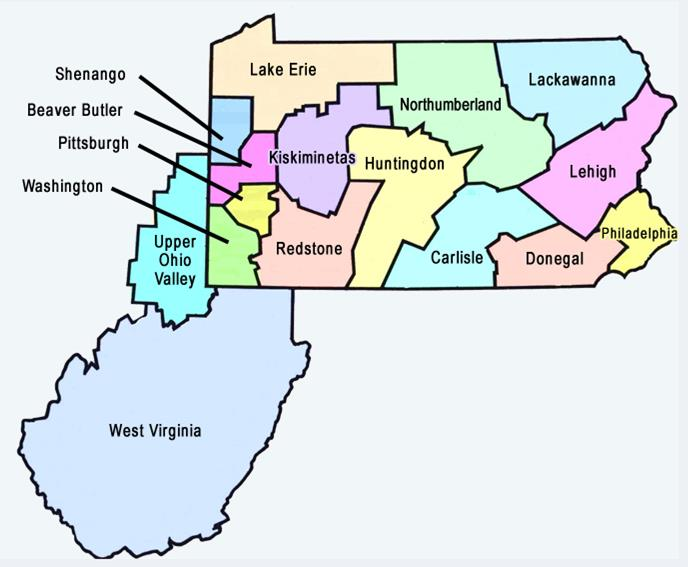 Shenango
Beaver Butler
Pittsburgh
Washington
Lake Erie
Northumberland
Lackawanna
Kiskiminetas
Huntingdon
Lehigh
Philadelphia
Upper
Ohio
Valley
Redstone
Carlisle
Donegal
West Virginia